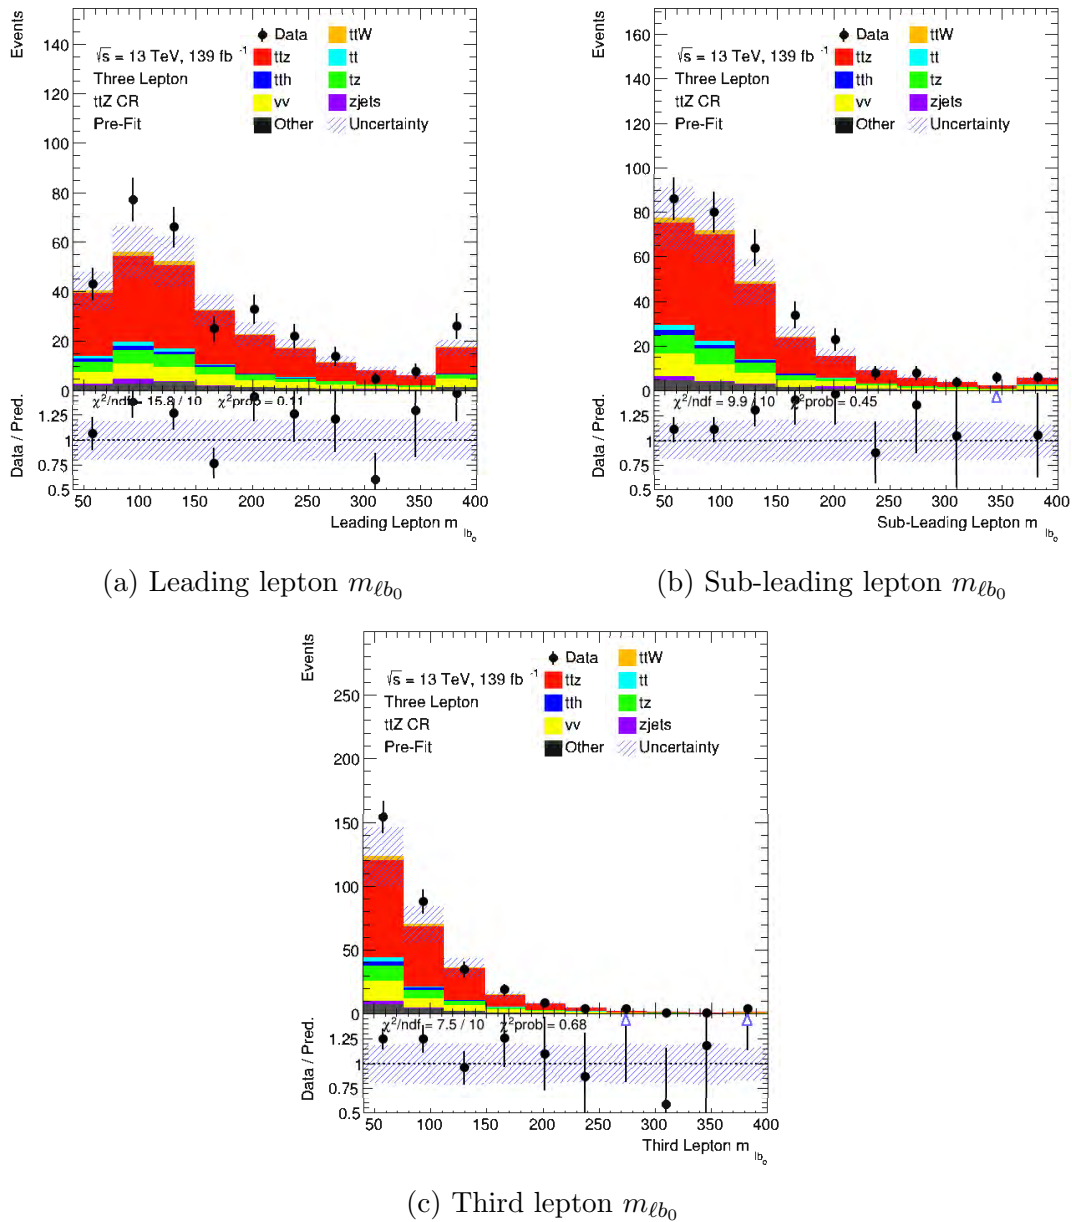 Events
140
120
100
80
60
40
20
0
√s = 13 TeV, 139 fb -1
Three Lepton
ttZ CR
Pre-Fit
Data
ttz
tth
vv
Other
ttW
tt
tz
zjets
Uncertainty
χ²/ndf = 15.8 / 10 χ²prob = 0.11
Data / Pred.
1.25
1
0.75
0.5
50 100 150 200 250 300 350 400
Leading Lepton m lb0
(a) Leading lepton mℓb0
Events
160
140
120
100
80
60
40
20
0
√s = 13 TeV, 139 fb -1
Three Lepton
ttZ CR
Pre-Fit
Data
ttz
tth
vv
Other
ttW
tt
tz
zjets
Uncertainty
χ²/ndf = 9.9 / 10 χ²prob = 0.45
Data / Pred.
1.25
1
0.75
0.5
50 100 150 200 250 300 350 400
Sub-Leading Lepton m lb0
(b) Sub-leading lepton mℓb0
Events
250
200
150
100
50
0
√s = 13 TeV, 139 fb -1
Three Lepton
ttZ CR
Pre-Fit
Data
ttz
tth
vv
Other
ttW
tt
tz
zjets
Uncertainty
χ²/ndf = 7.5 / 10 χ²prob = 0.68
Data / Pred.
1.25
1
0.75
0.5
50 100 150 200 250 300 350 400
Third Lepton m lb0
(c) Third lepton mℓb0